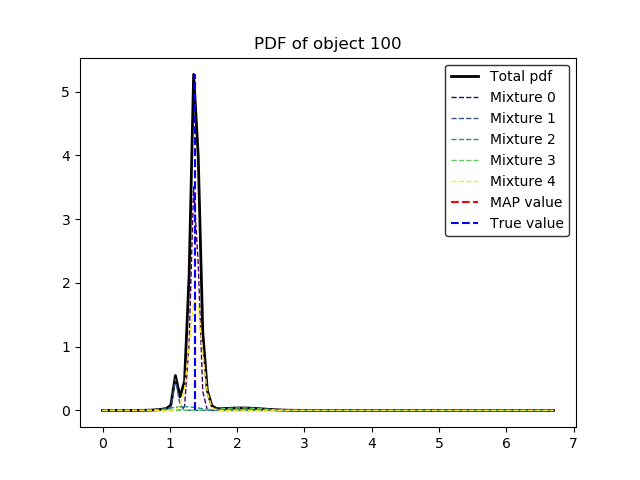 PDF of object 100
Total pdf
Mixture 0
Mixture 1
Mixture 2
Mixture 3
Mixture 4
MAP value
True value
5
4
3
2
1
0
0 1 2 3 4 5 6 7